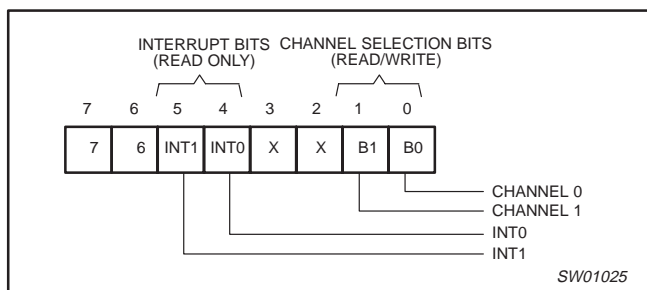 INTERRUPT BITS CHANNEL SELECTION BITS
(READ ONLY) (READ/WRITE)
7 6 5 4 3 2 1 0
7 6 INT1 INT0 X X B1 B0
CHANNEL 0
CHANNEL 1
INT0
INT1
SW01025